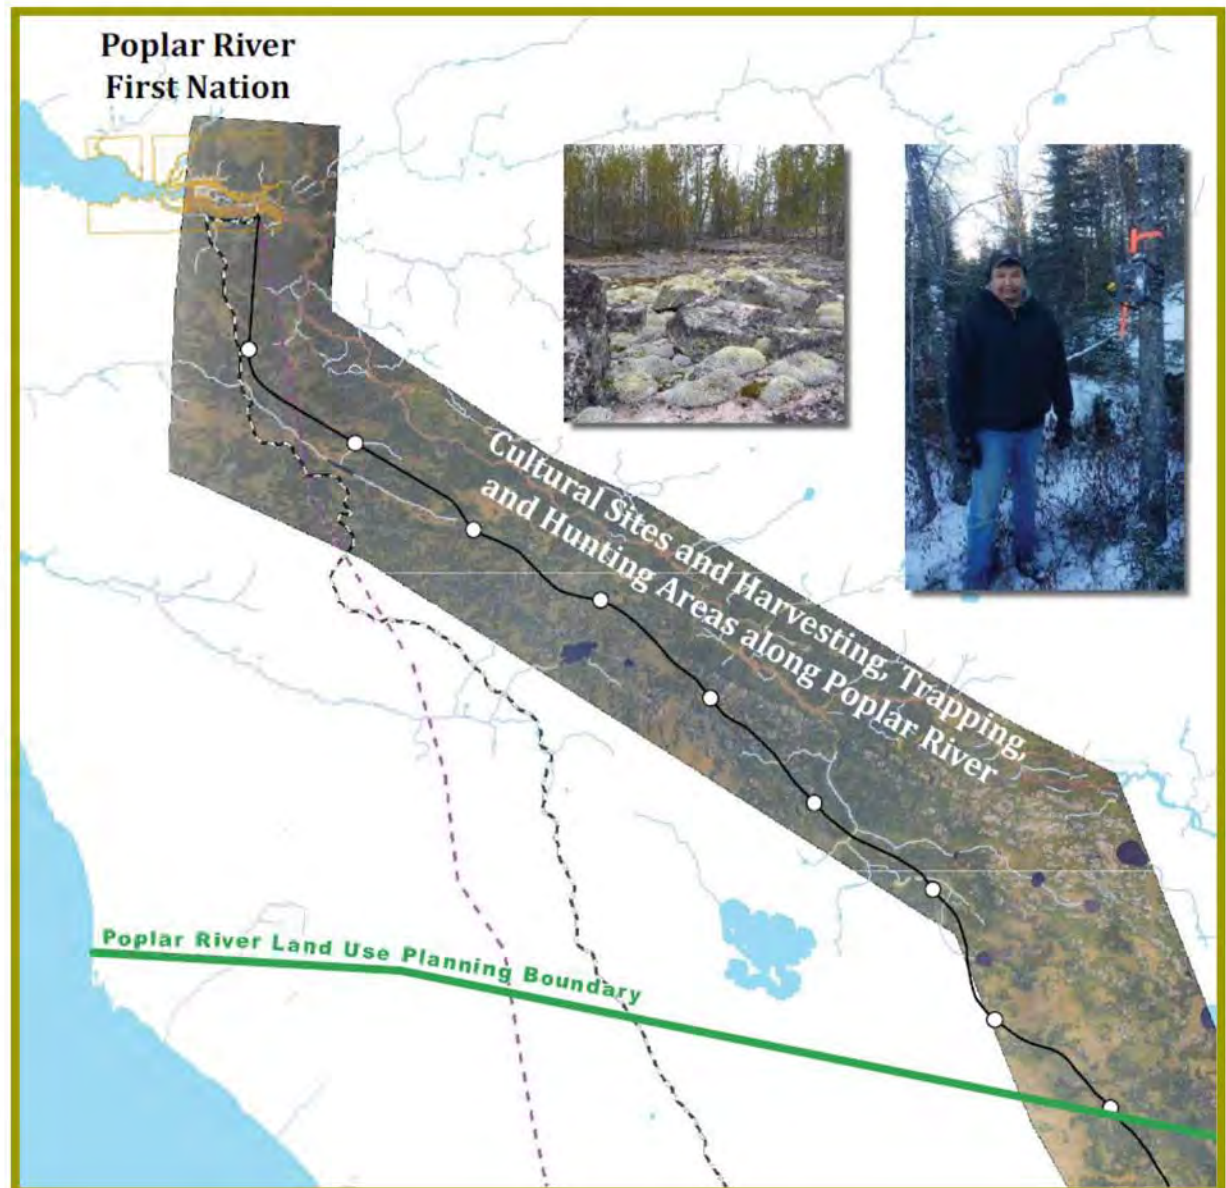 Poplar River
First Nation
Cultural Sites and Harvesting, Trapping,
and Hunting Areas along Poplar River
Poplar River Land Use Planning Boundary